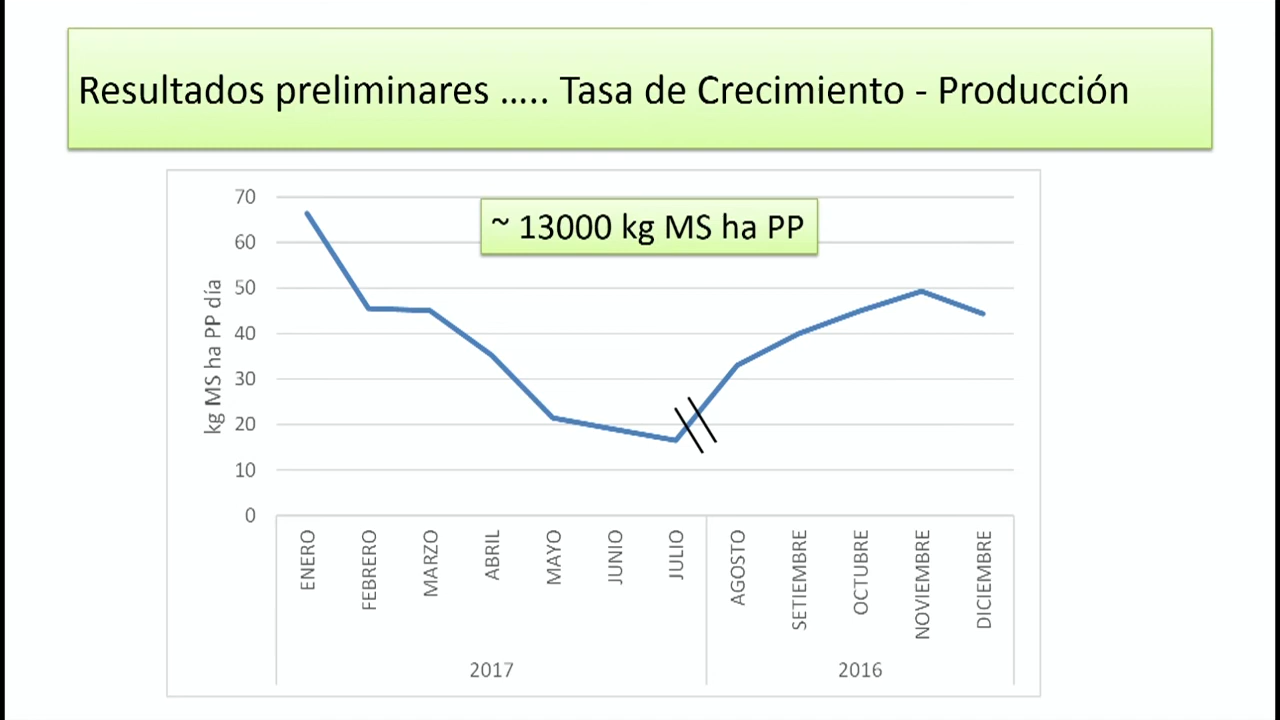 Resultados preliminares ..... Tasa de Crecimiento - Producción
~ 13000 kg MS ha PP
kg MS ha PP día
70
60
50
40
30
20
10
0
ENERO
FEBRERO
MARZO
ABRIL
MAYO
JUNIO
JULIO
AGOSTO
SETIEMBRE
OCTUBRE
NOVIEMBRE
DICIEMBRE
2017
2016